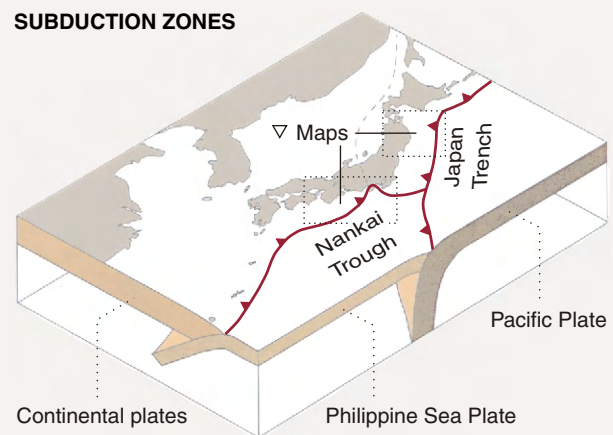 SUBDUCTION ZONES
▽ Maps
Japan
Trench
Nankai
Trough
Pacific Plate
Continental plates
Philippine Sea Plate